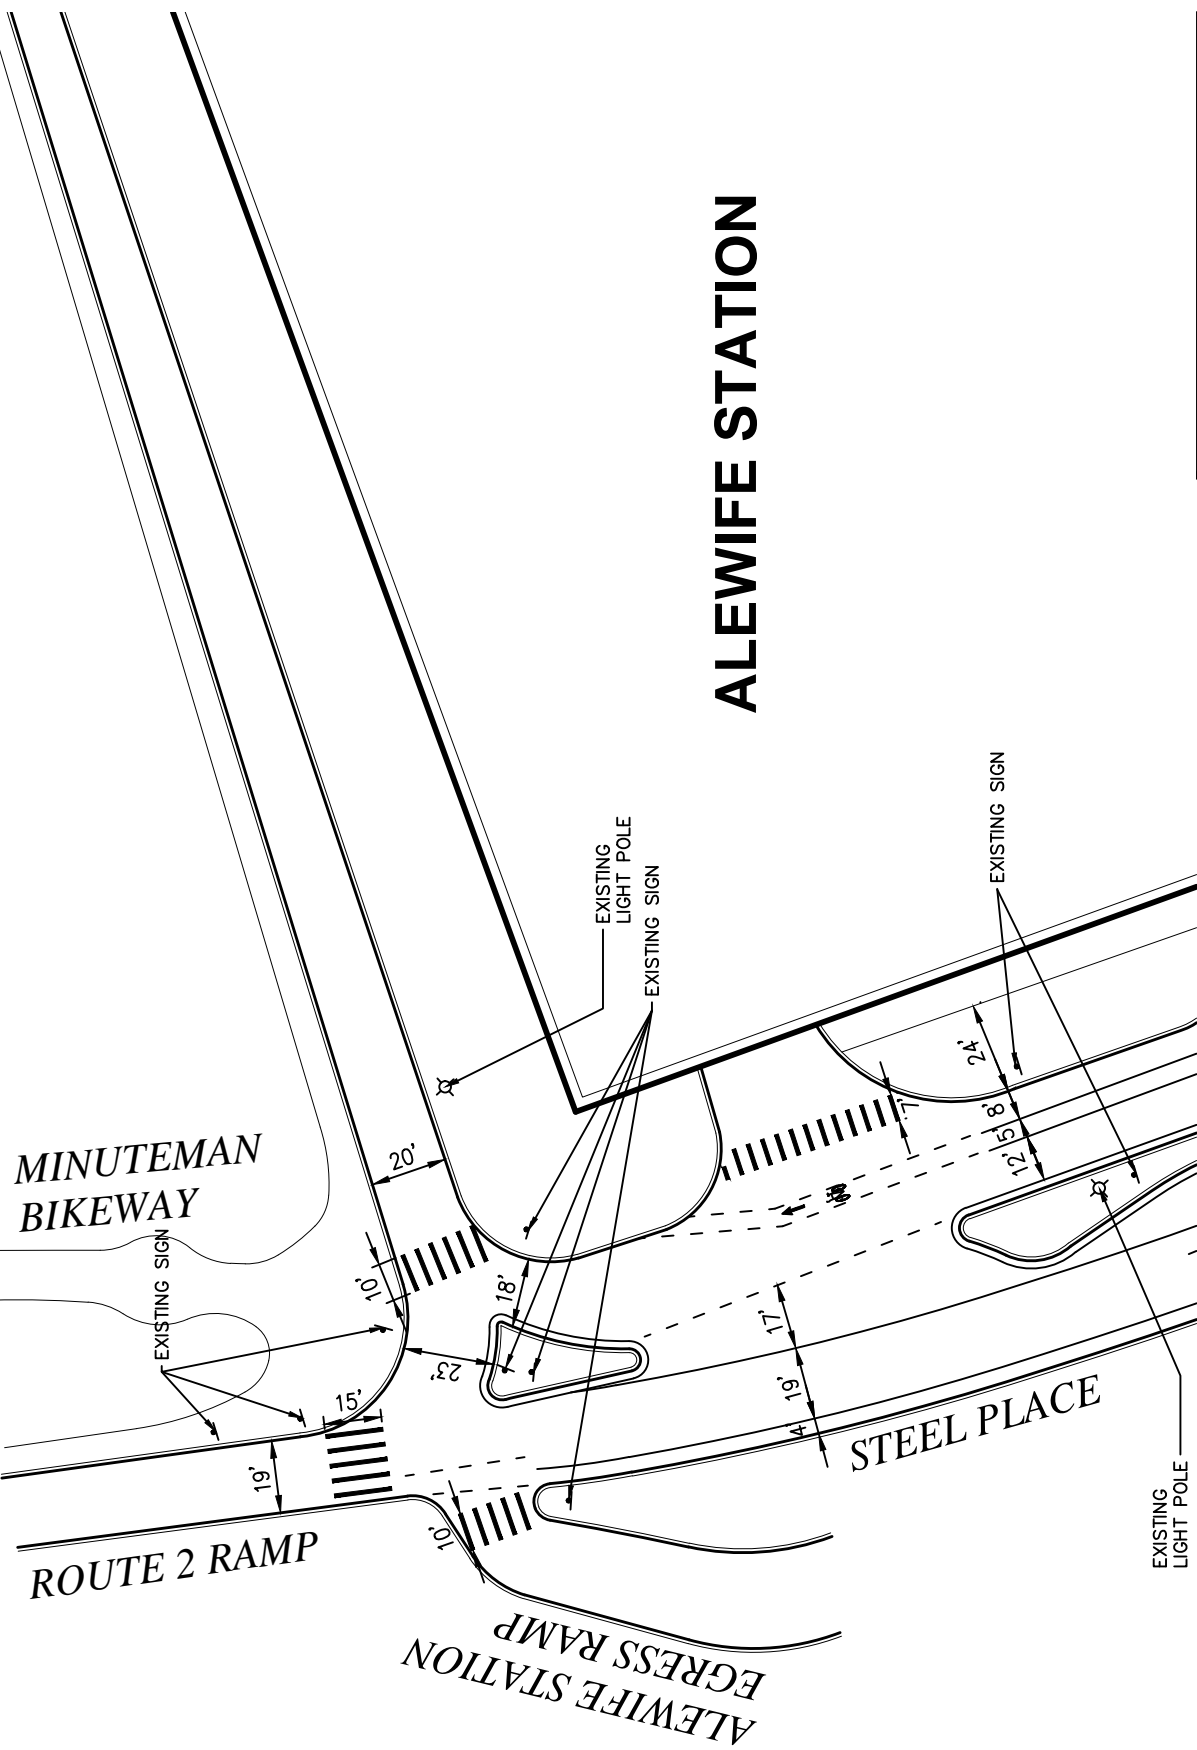 ALEWIFE STATION
EXISTING
LIGHT POLE
EXISTING SIGN
EXISTING SIGN
MINUTEMAN
BIKEWAY
EXISTING SIGN
20'
10'
18'
23'
15'
19'
10'
7'
24'
8'
5'
12'
17'
19'
4'
STEEL PLACE
ROUTE 2 RAMP
ALEWIFE STATION
EGRESS RAMP
EXISTING
LIGHT POLE